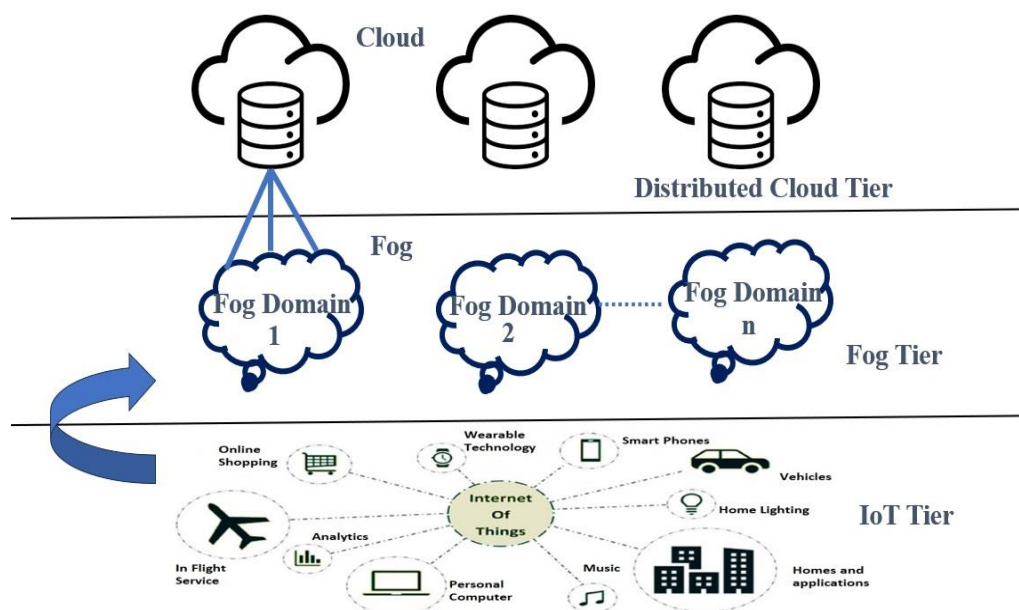 Cloud
Distributed Cloud Tier
Fog
Fog Domain
1
Fog Domain
2
Fog Domain
n
Fog Tier
Online
Shopping
Wearable
Technology
Smart Phones
Vehicles
Internet
Of
Things
Home Lighting
IoT Tier
In Flight
Service
Analytics
Personal
Computer
Music
Homes and
applications